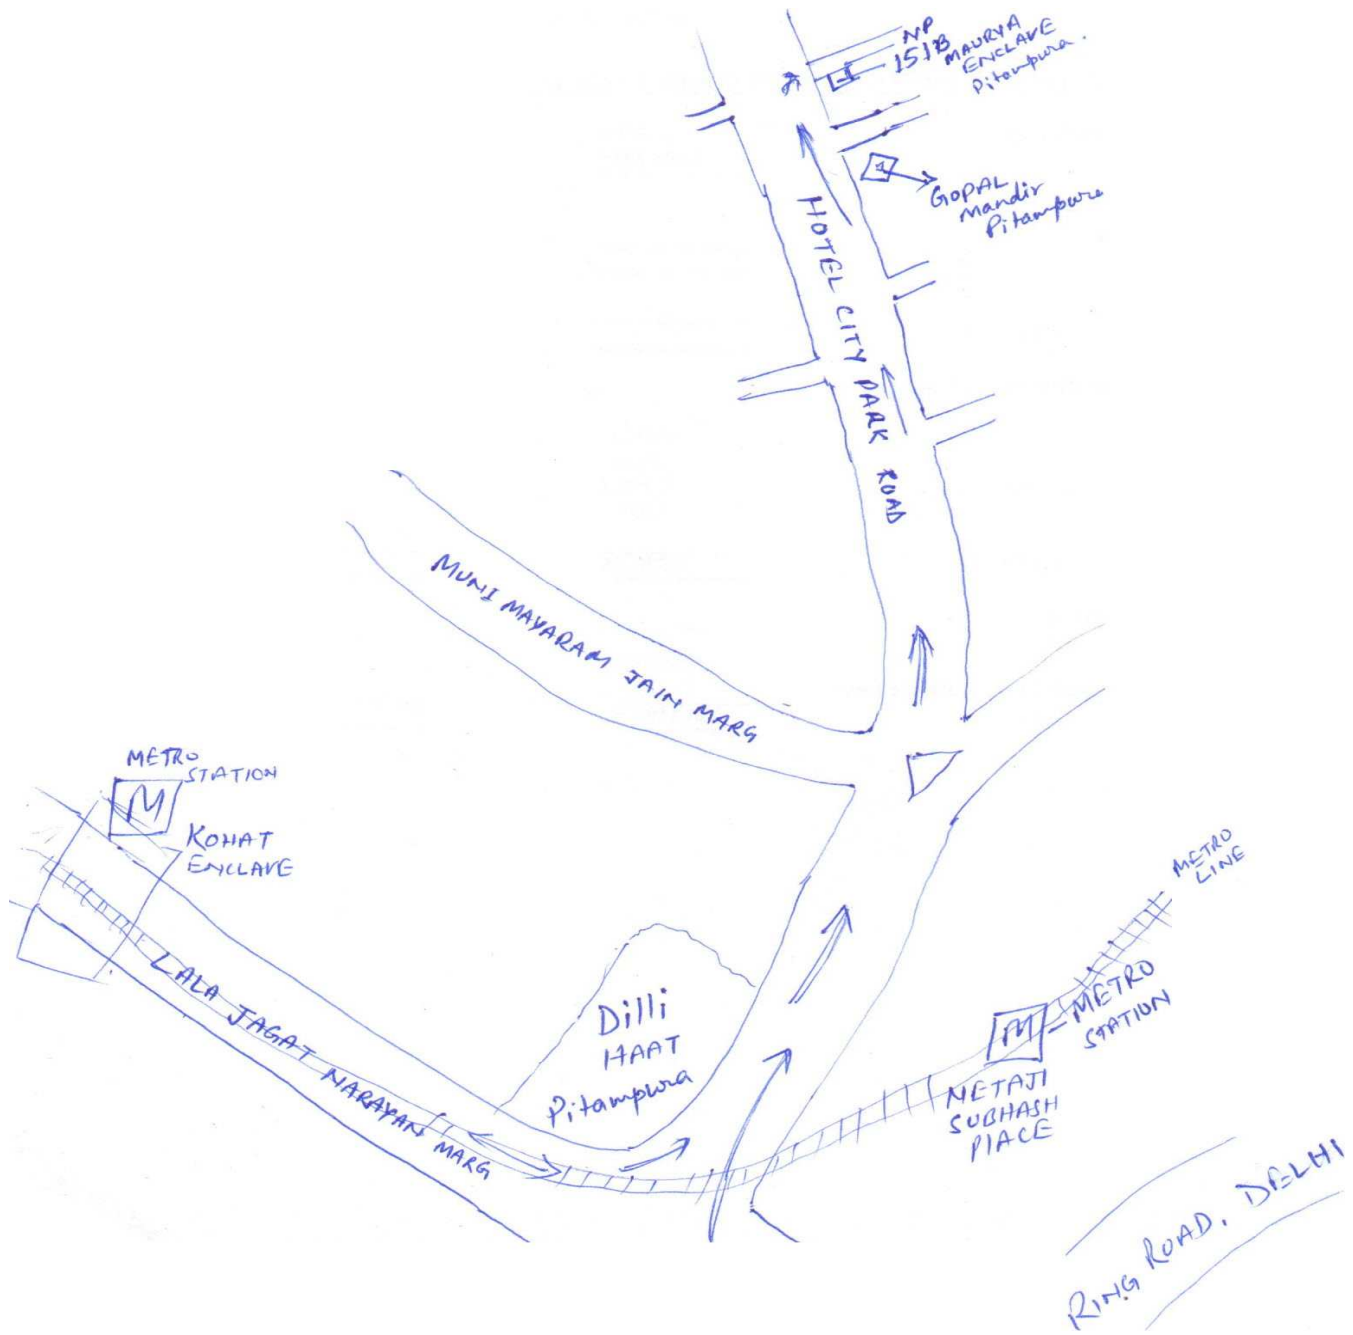 NP
151B
MAURYA
ENCLAVE
Pitampura.
GOPAL
Mandir
Pitampura
HOTEL CITY PARK ROAD
MUNI MAYARAM JAIN MARG
METRO
STATION
M
KOHAT
ENCLAVE
METRO
LINE
LALA JAGAT NARAYAN MARG
Dilli
HAAT
Pitampura
M
METRO
STATION
NETAJI
SUBHASH
PlACE
RING ROAD, DELHI